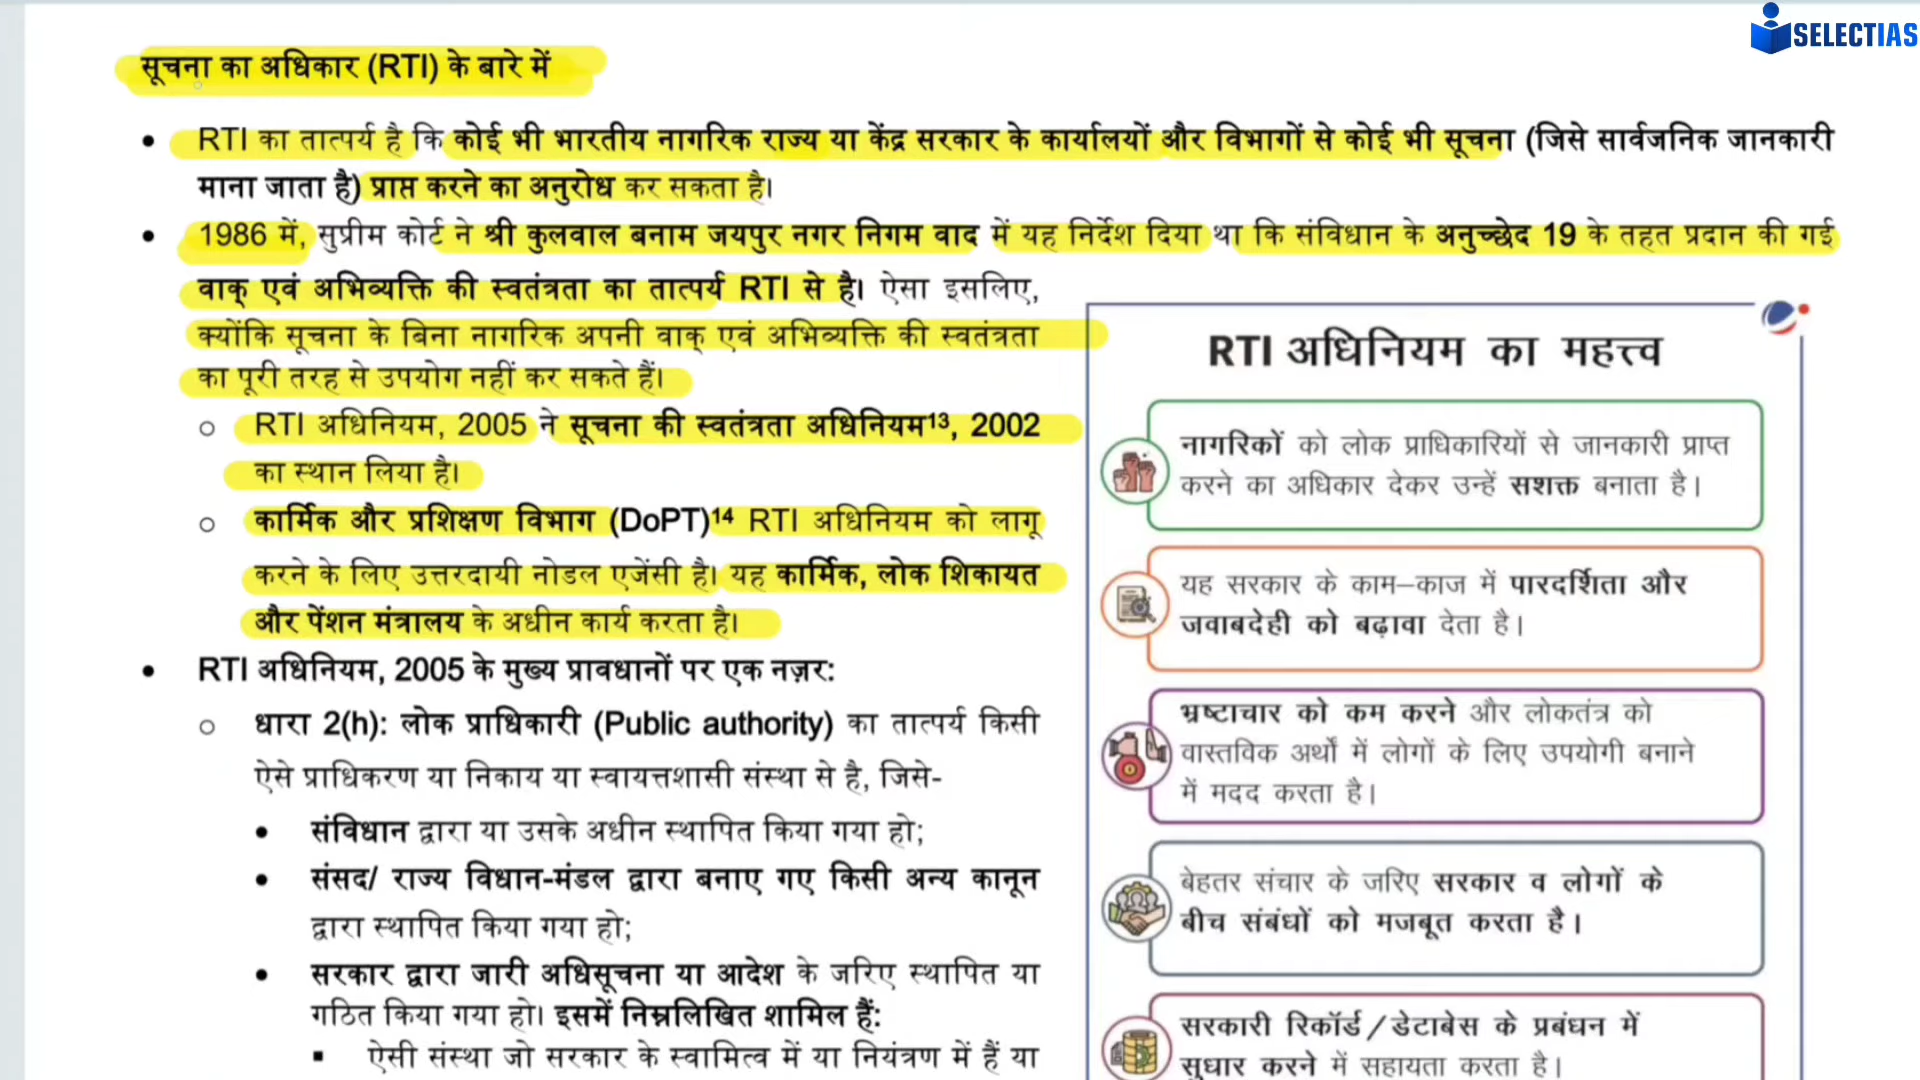 SELECTIAS
सूचना का अधिकार (RTI) के बारे में
• RTI का तात्पर्य है कि कोई भी भारतीय नागरिक राज्य या केंद्र सरकार के कार्यालयों और विभागों से कोई भी सूचना (जिसे सार्वजनिक जानकारी
माना जाता है) प्राप्त करने का अनुरोध कर सकता है।
• 1986 में, सुप्रीम कोर्ट ने श्री कुलवाल बनाम जयपुर नगर निगम वाद में यह निर्देश दिया था कि संविधान के अनुच्छेद 19 के तहत प्रदान की गई
वाक् एवं अभिव्यक्ति की स्वतंत्रता का तात्पर्य RTI से है। ऐसा इसलिए,
क्योंकि सूचना के बिना नागरिक अपनी वाक् एवं अभिव्यक्ति की स्वतंत्रता
का पूरी तरह से उपयोग नहीं कर सकते हैं।
○ RTI अधिनियम, 2005 ने सूचना की स्वतंत्रता अधिनियम¹³, 2002
का स्थान लिया है।
○ कार्मिक और प्रशिक्षण विभाग (DoPT)¹⁴ RTI अधिनियम को लागू
करने के लिए उत्तरदायी नोडल एजेंसी है। यह कार्मिक, लोक शिकायत
और पेंशन मंत्रालय के अधीन कार्य करता है।
• RTI अधिनियम, 2005 के मुख्य प्रावधानों पर एक नज़र:
○ धारा 2(h): लोक प्राधिकारी (Public authority) का तात्पर्य किसी
ऐसे प्राधिकरण या निकाय या स्वायत्तशासी संस्था से है, जिसे-
• संविधान द्वारा या उसके अधीन स्थापित किया गया हो;
• संसद/ राज्य विधान-मंडल द्वारा बनाए गए किसी अन्य कानून
द्वारा स्थापित किया गया हो;
• सरकार द्वारा जारी अधिसूचना या आदेश के जरिए स्थापित या
गठित किया गया हो। इसमें निम्नलिखित शामिल हैं:
▪ ऐसी संस्था जो सरकार के स्वामित्व में या नियंत्रण में हैं या
RTI अधिनियम का महत्त्व
नागरिकों को लोक प्राधिकारियों से जानकारी प्राप्त
करने का अधिकार देकर उन्हें सशक्त बनाता है।
यह सरकार के काम–काज में पारदर्शिता और
जवाबदेही को बढ़ावा देता है।
भ्रष्टाचार को कम करने और लोकतंत्र को
वास्तविक अर्थों में लोगों के लिए उपयोगी बनाने
में मदद करता है।
बेहतर संचार के जरिए सरकार व लोगों के
बीच संबंधों को मजबूत करता है।
सरकारी रिकॉर्ड/डेटाबेस के प्रबंधन में
सुधार करने में सहायता करता है।